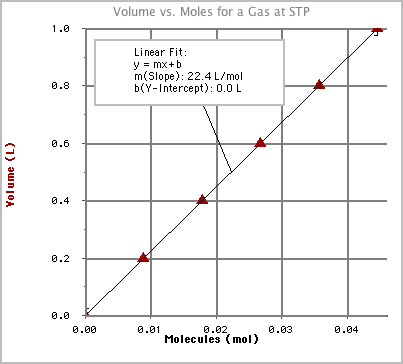 Volume vs. Moles for a Gas at STP
Linear Fit:
y = mx+b
m(Slope): 22.4 L/mol
b(Y-Intercept): 0.0 L
Volume (L)
1.0
0.8
0.6
0.4
0.2
0.0
0.00 0.01 0.02 0.03 0.04
Molecules (mol)